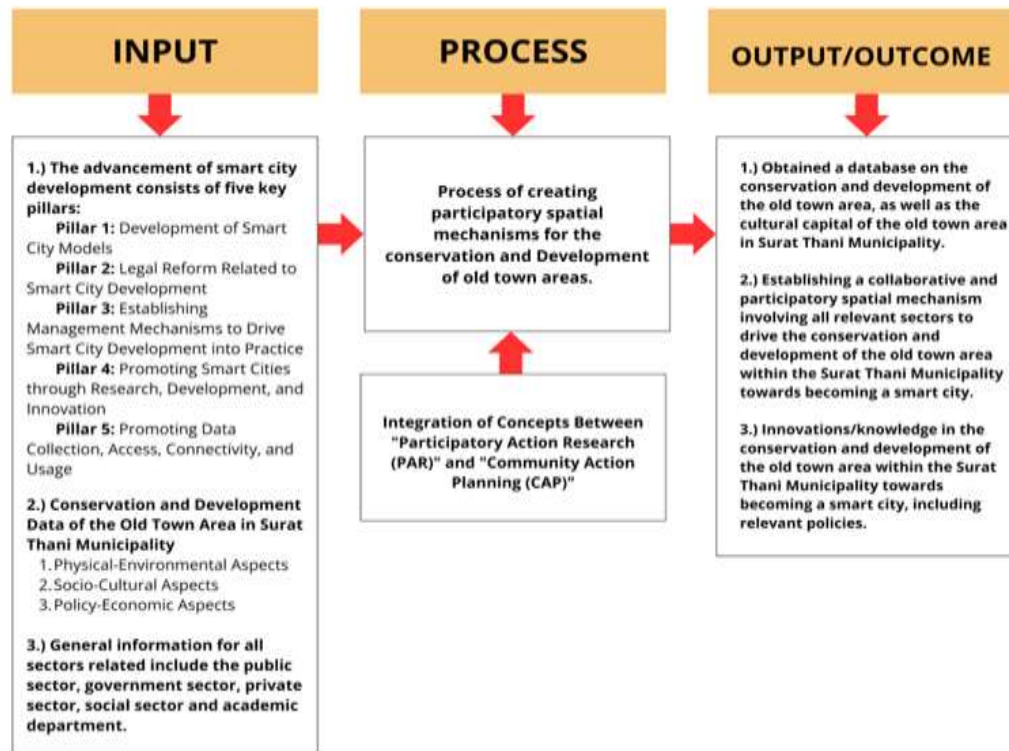 INPUT
1.) The advancement of smart city
development consists of five key
pillars:
Pillar 1: Development of Smart
City Models
Pillar 2: Legal Reform Related to
Smart City Development
Pillar 3: Establishing
Management Mechanisms to Drive
Smart City Development into Practice
Pillar 4: Promoting Smart Cities
through Research, Development, and
Innovation
Pillar 5: Promoting Data
Collection, Access, Connectivity, and
Usage
2.) Conservation and Development
Data of the Old Town Area in Surat
Thani Municipality
1. Physical-Environmental Aspects
2. Socio-Cultural Aspects
3. Policy-Economic Aspects
3.) General information for all
sectors related include the public
sector, government sector, private
sector, social sector and academic
department.
PROCESS
Process of creating
participatory spatial
mechanisms for the
conservation and Development
of old town areas.
Integration of Concepts Between
"Participatory Action Research
(PAR)" and "Community Action
Planning (CAP)"
OUTPUT/OUTCOME
1.) Obtained a database on the
conservation and development of
the old town area, as well as the
cultural capital of the old town area
in Surat Thani Municipality.
2.) Establishing a collaborative and
participatory spatial mechanism
involving all relevant sectors to
drive the conservation and
development of the old town area
within the Surat Thani Municipality
towards becoming a smart city.
3.) Innovations/knowledge in the
conservation and development of
the old town area within the Surat
Thani Municipality towards
becoming a smart city, including
relevant policies.